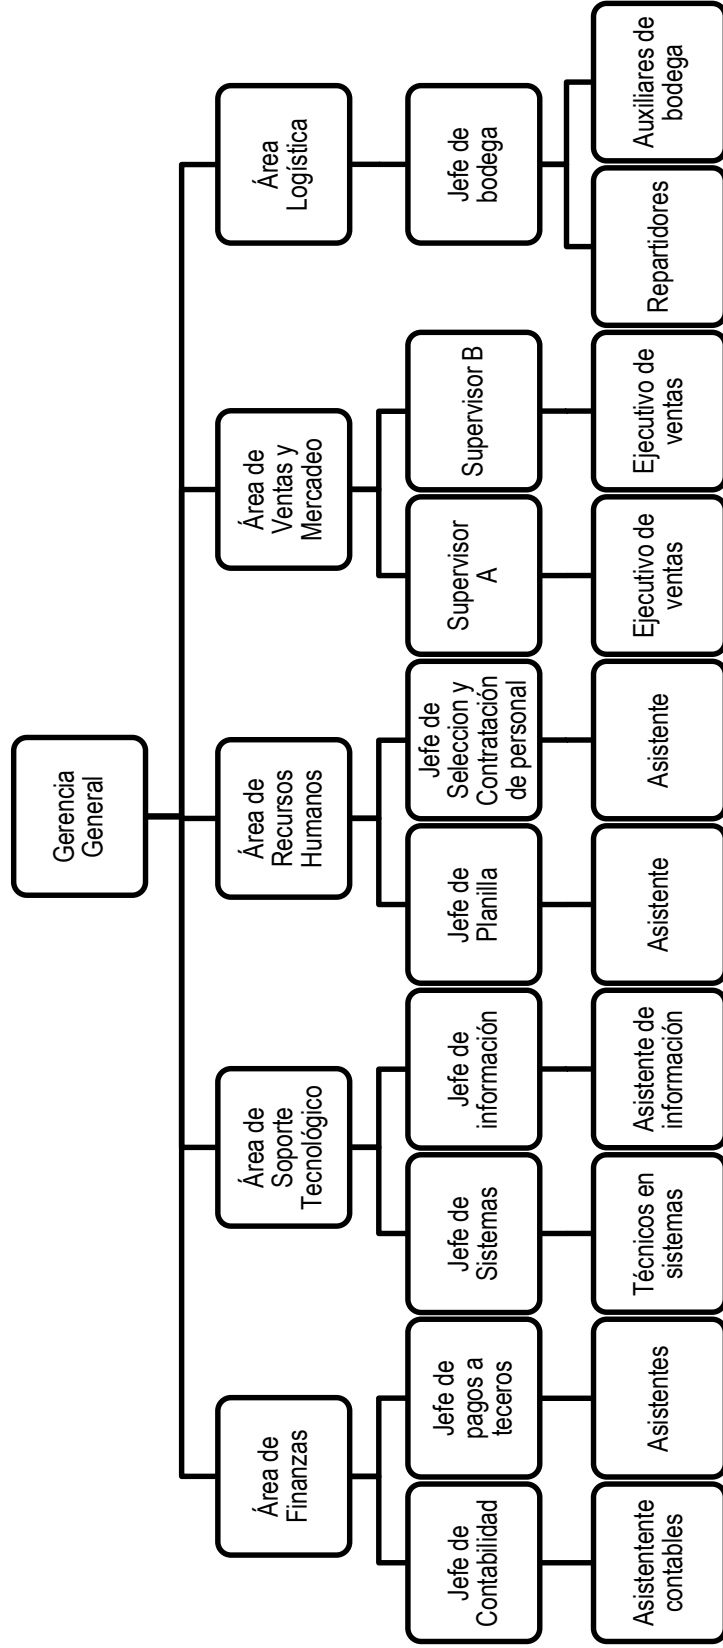 Gerencia
General
Área de
Finanzas
Área de
Soporte
Tecnológico
Área de
Recursos
Humanos
Área de
Ventas y
Mercadeo
Área
Logística
Jefe de
Contabilidad
Jefe de
pagos a
teceros
Jefe de
Sistemas
Jefe de
información
Jefe de
Planilla
Jefe de
Seleccion y
Contratación
de personal
Supervisor
A
Supervisor B
Jefe de
bodega
Asistentente
contables
Asistentes
Técnicos en
sistemas
Asistente de
información
Asistente
Asistente
Ejecutivo de
ventas
Ejecutivo de
ventas
Repartidores
Auxiliares de
bodega